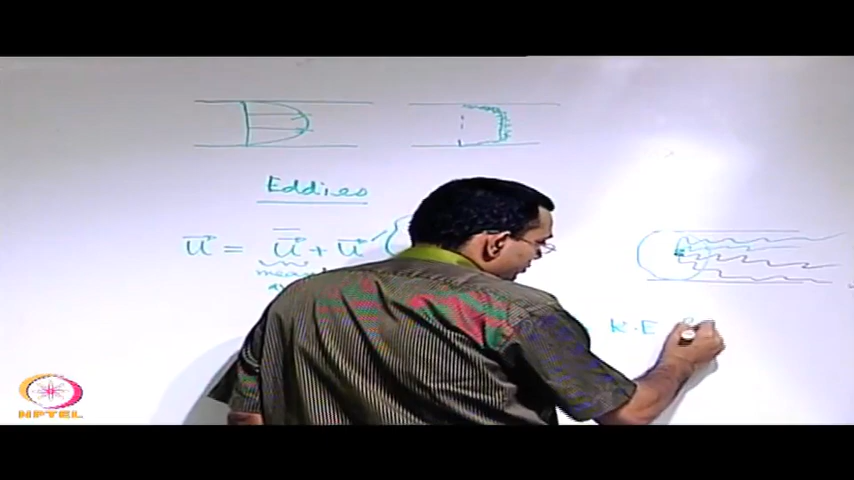 Eddies
u⃗ = u̅⃗ + u⃗′
mean
K.E
NPTEL